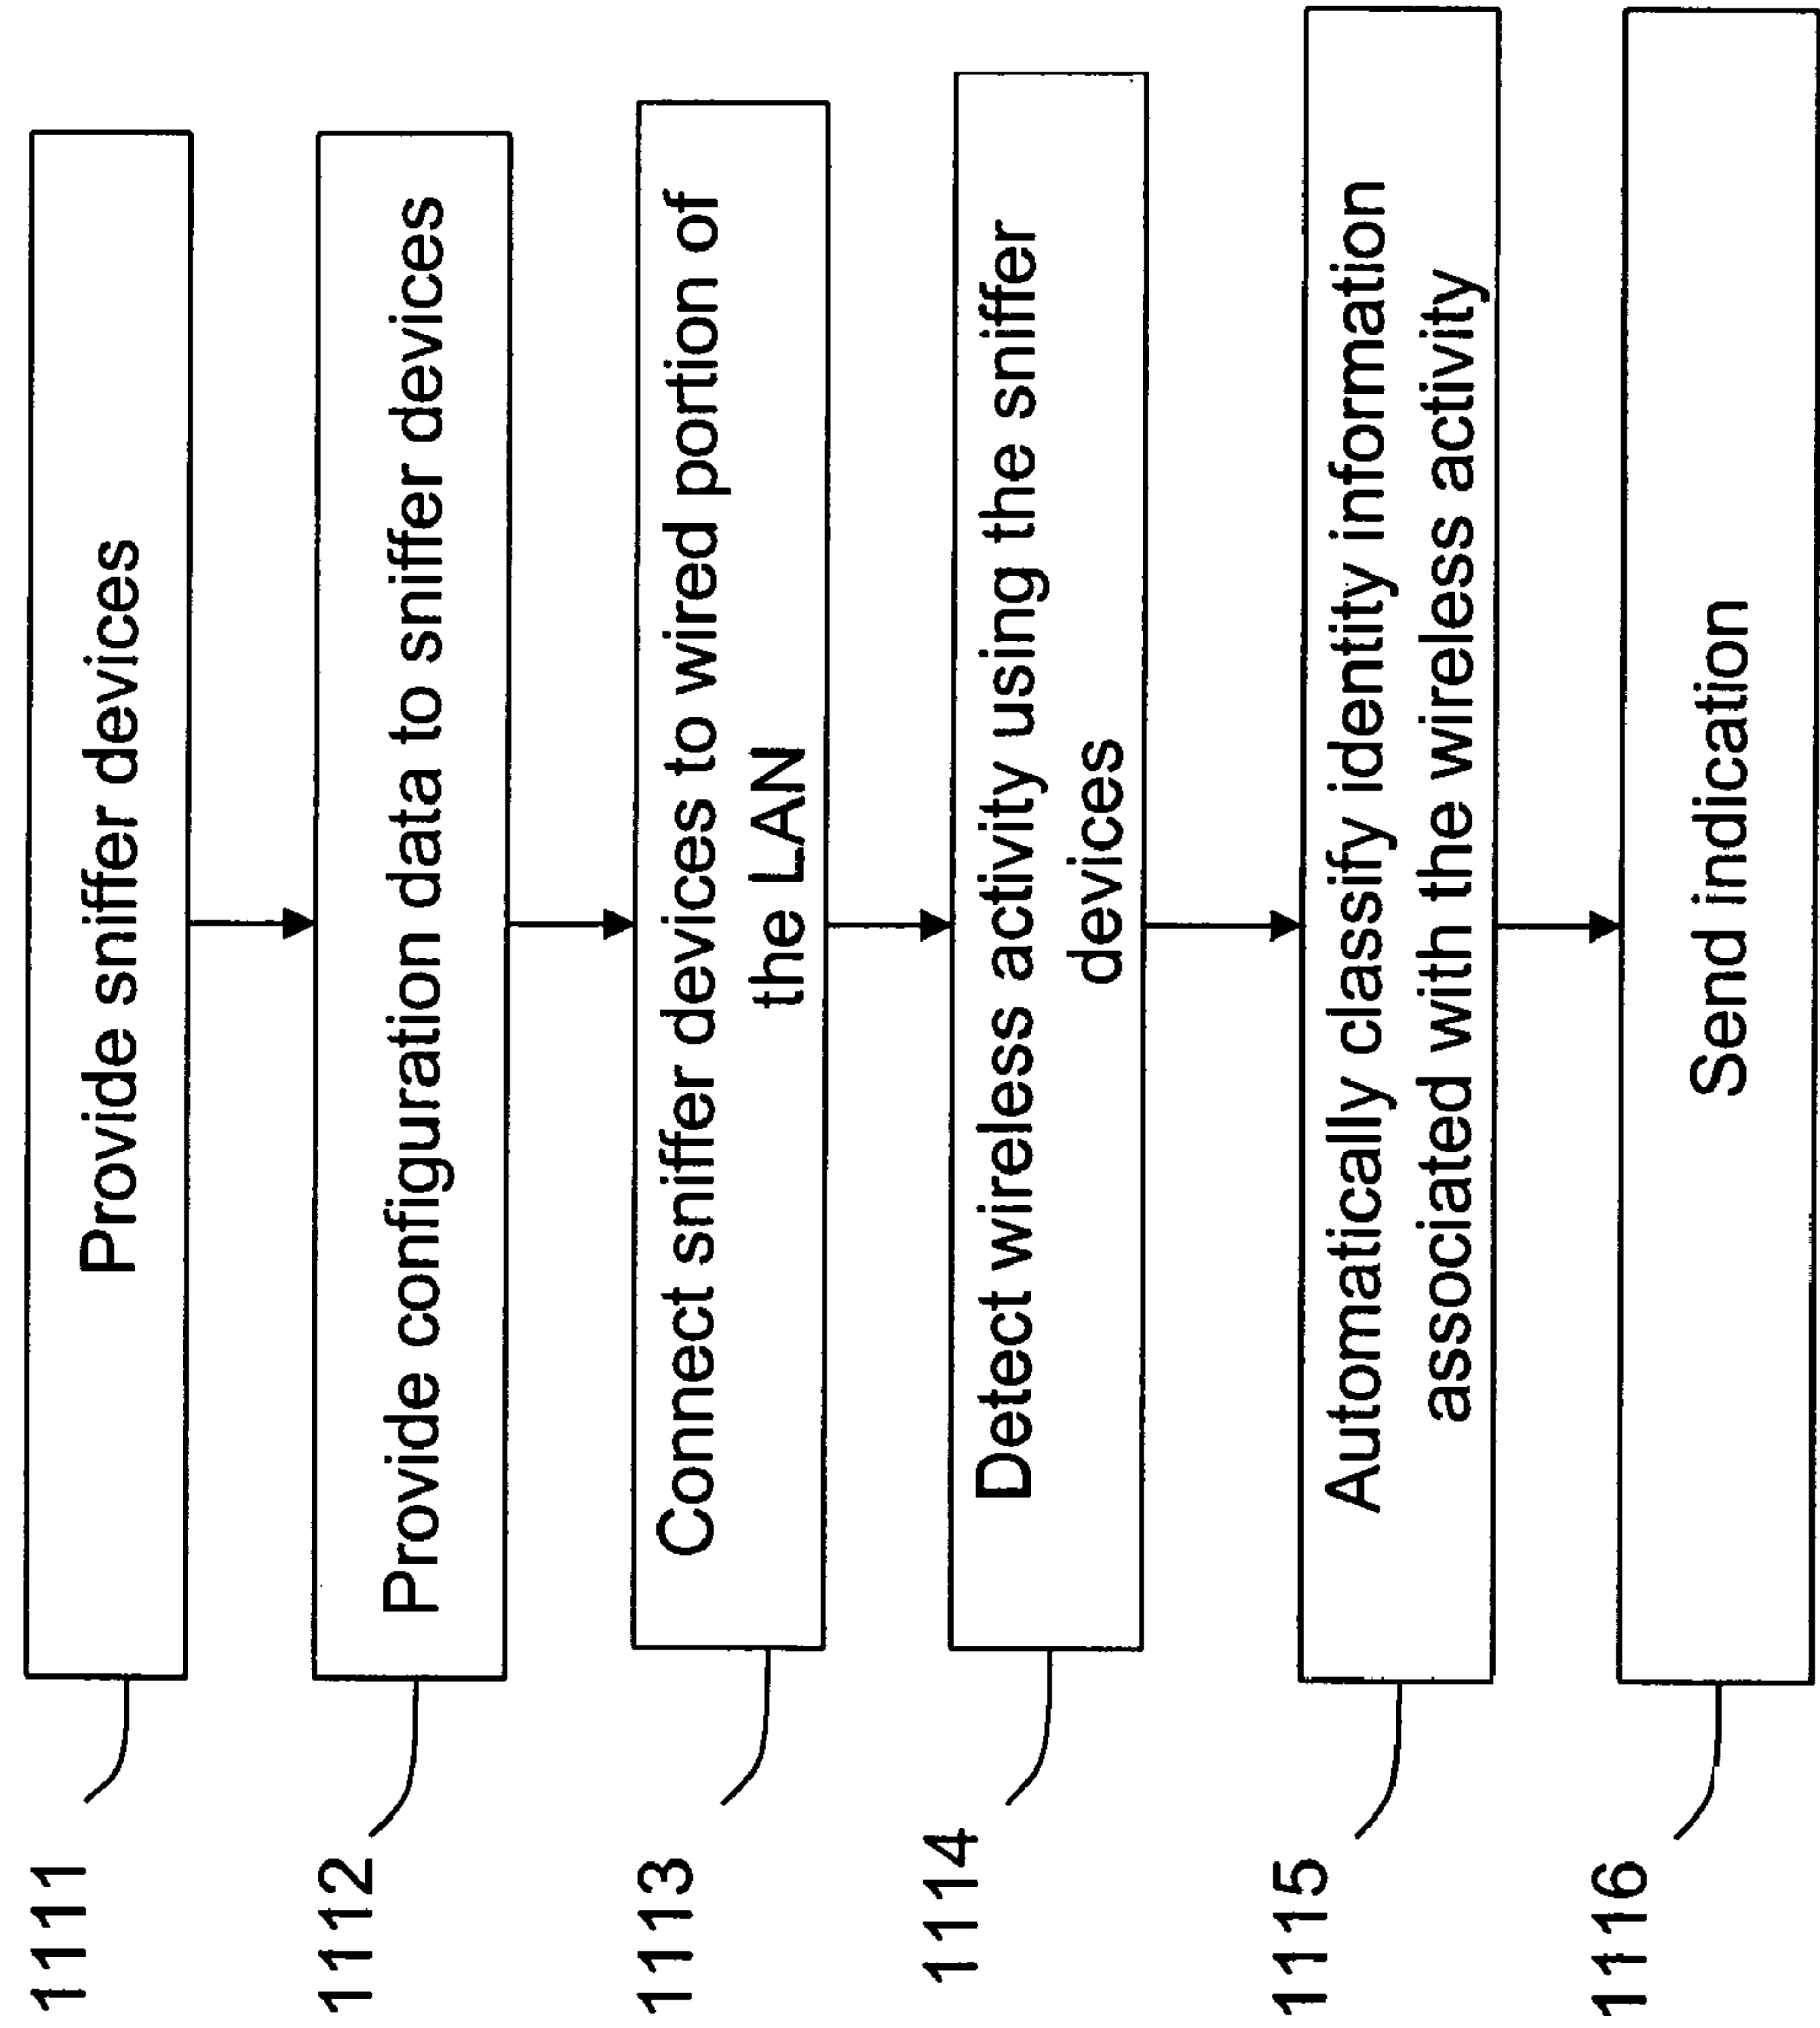 1111
Provide sniffer devices
1112
Provide configuration data to sniffer devices
1113
Connect sniffer devices to wired portion of
the LAN
1114
Detect wireless activity using the sniffer
devices
1115
Automatically classify identity information
associated with the wireless activity
1116
Send indication